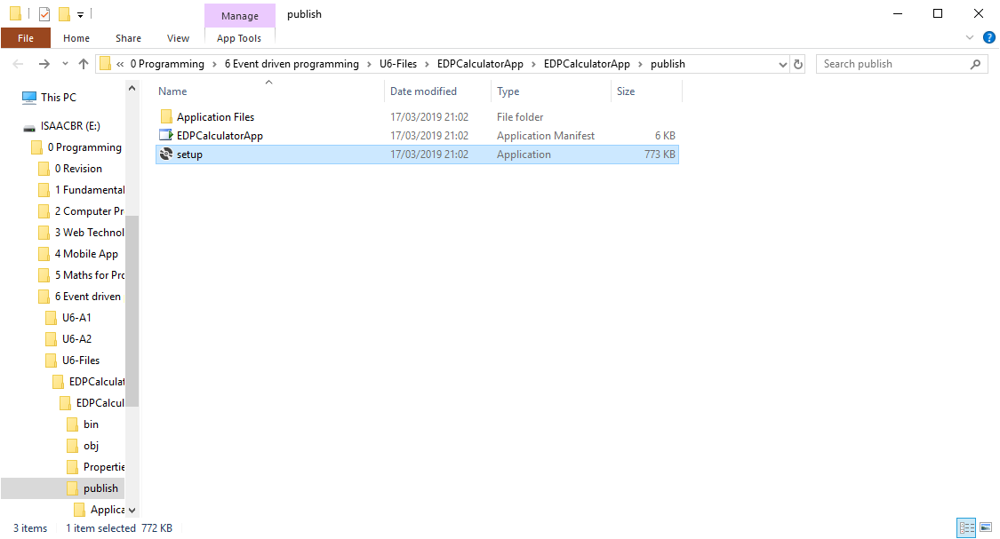 Manage publish
File Home Share View App Tools
« 0 Programming > 6 Event driven programming > U6-Files > EDPCalculatorApp > EDPCalculatorApp > publish
Search publish
Name Date modified Type Size
Application Files 17/03/2019 21:02 File folder
EDPCalculatorApp 17/03/2019 21:02 Application Manifest 6 KB
setup 17/03/2019 21:02 Application 773 KB
This PC
ISAACBR (E:)
0 Programming
0 Revision
1 Fundamental
2 Computer Pr
3 Web Technol
4 Mobile App
5 Maths for Pro
6 Event driven
U6-A1
U6-A2
U6-Files
EDPCalculat
EDPCalcul
bin
obj
Propertie
publish
Applica
3 items 1 item selected 772 KB